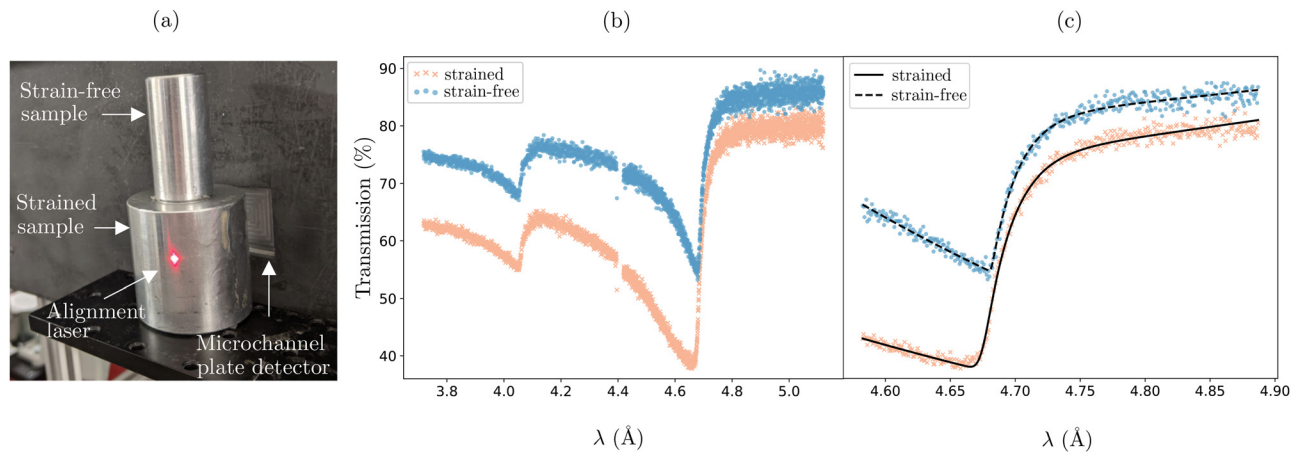 (a)
(b)
(c)
Strain-free
sample
Strained
sample
Alignment
laser
Microchannel
plate detector
Transmission (%)
90
80
70
60
50
40
strained
strain-free
3.8 4.0 4.2 4.4 4.6 4.8 5.0
λ (Å)
strained
strain-free
4.60 4.65 4.70 4.75 4.80 4.85 4.90
λ (Å)